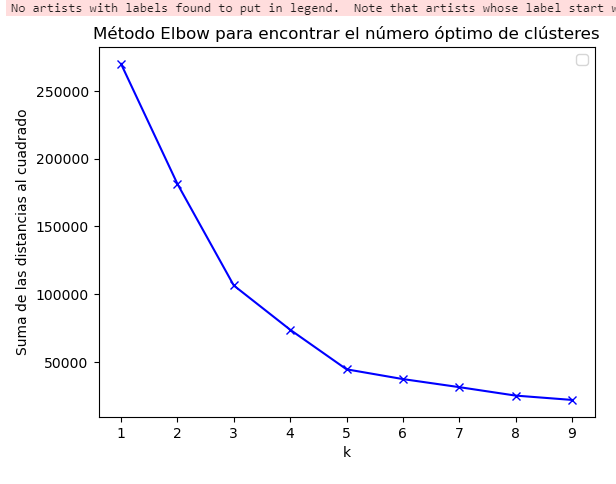 No artists with labels found to put in legend.  Note that artists whose label start
Método Elbow para encontrar el número óptimo de clústeres
250000
200000
150000
100000
50000
Suma de las distancias al cuadrado
1 2 3 4 5 6 7 8 9
k